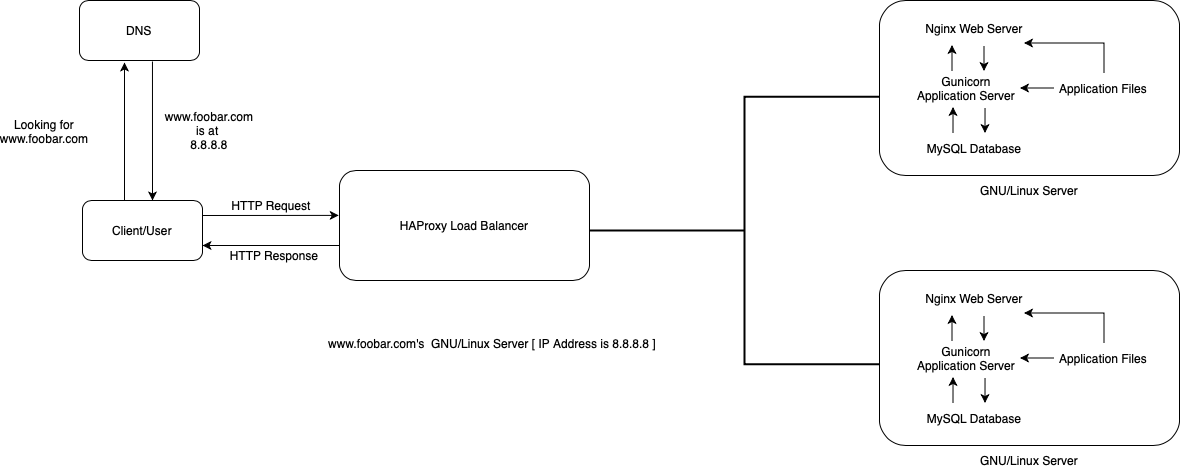 DNS
Looking for
www.foobar.com
www.foobar.com
is at
8.8.8.8
Client/User
HTTP Request
HTTP Response
HAProxy Load Balancer
www.foobar.com's  GNU/Linux Server [ IP Address is 8.8.8.8 ]
Nginx Web Server
Gunicorn
Application Server
Application Files
MySQL Database
GNU/Linux Server
Nginx Web Server
Gunicorn
Application Server
Application Files
MySQL Database
GNU/Linux Server